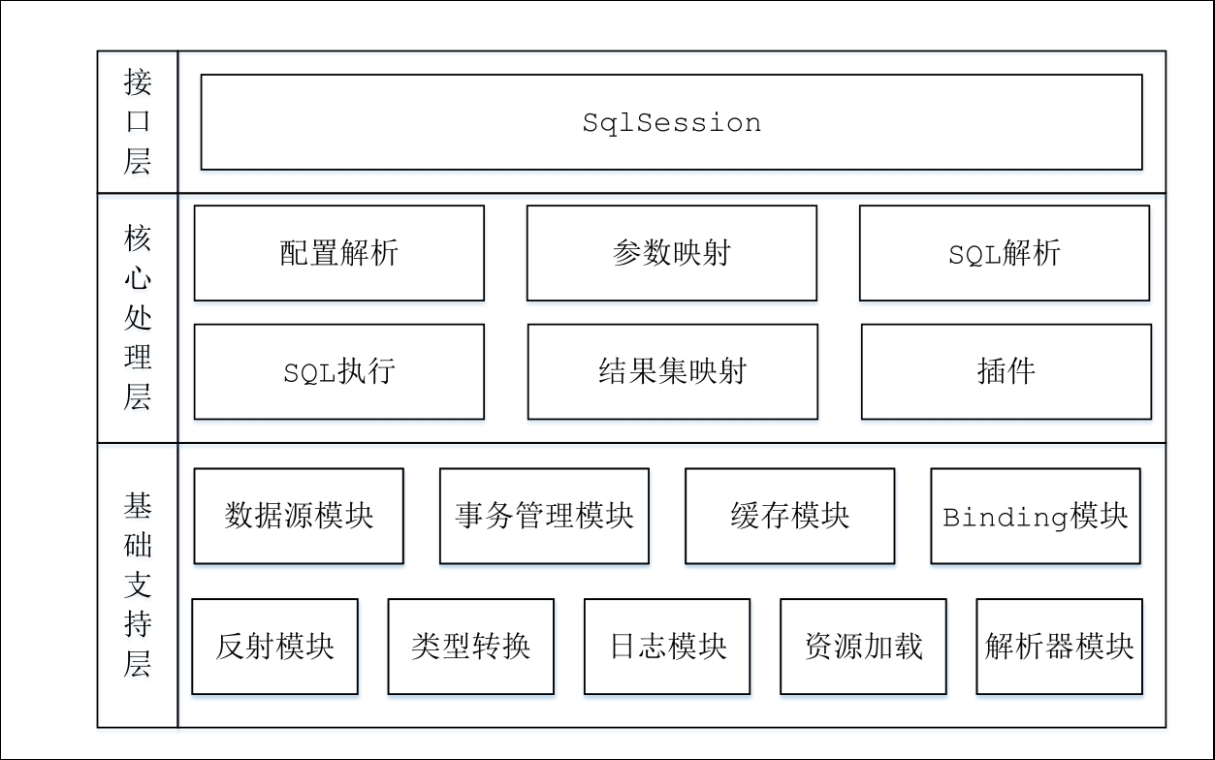 接口层
SqlSession
核心处理层
配置解析
参数映射
SQL解析
SQL执行
结果集映射
插件
基础支持层
数据源模块
事务管理模块
缓存模块
Binding模块
反射模块
类型转换
日志模块
资源加载
解析器模块